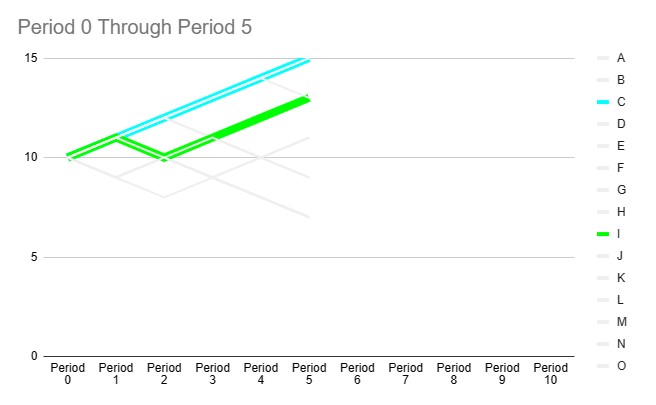 Period 0 Through Period 5
15
10
5
0
Period 0
Period 1
Period 2
Period 3
Period 4
Period 5
Period 6
Period 7
Period 8
Period 9
Period 10
A
B
C
D
E
F
G
H
I
J
K
L
M
N
O